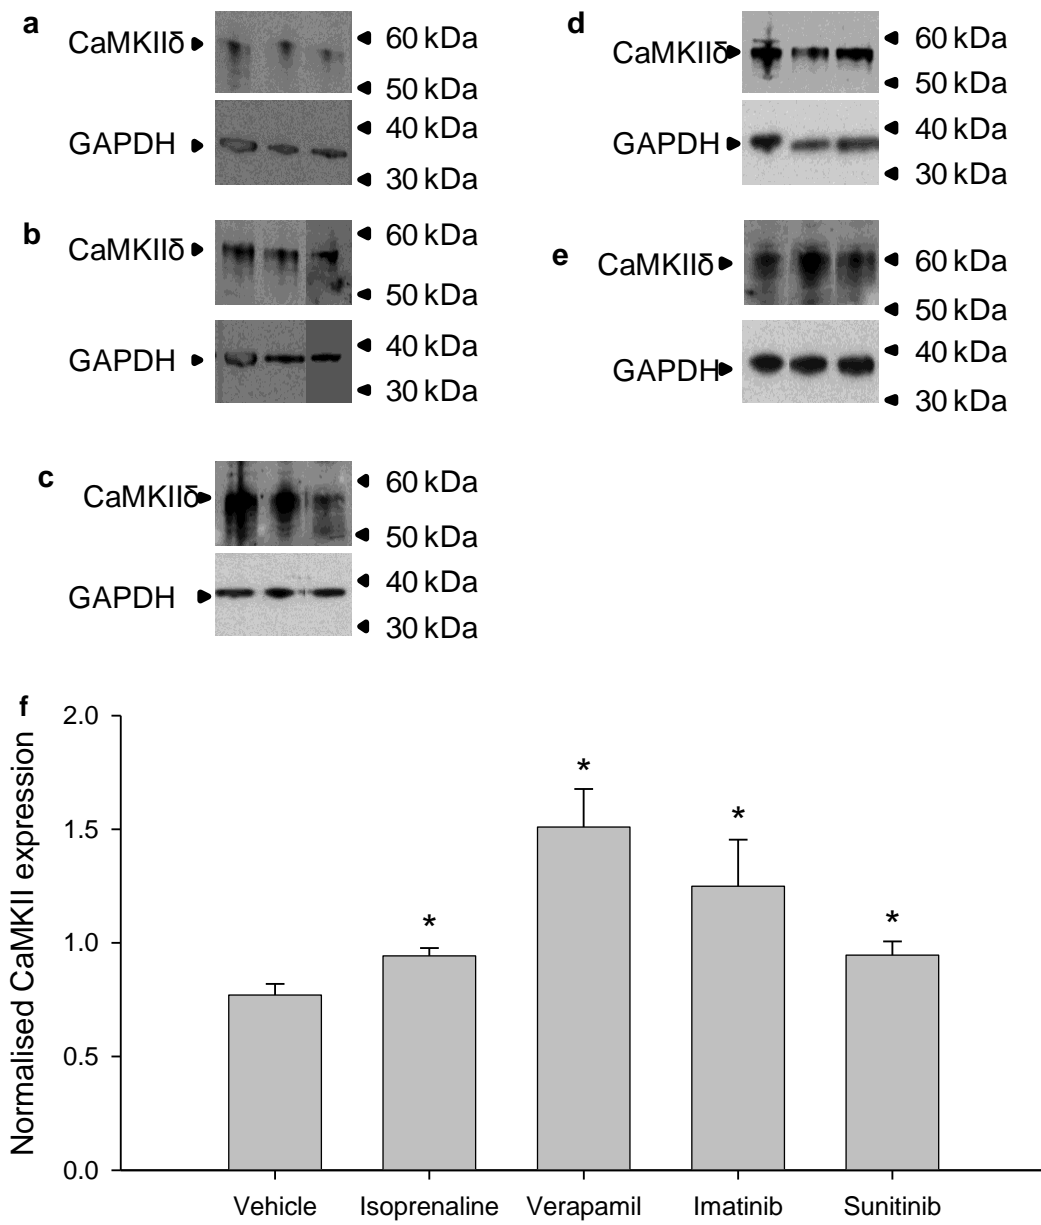 a
CaMKIIδ
60 kDa
50 kDa
GAPDH
40 kDa
30 kDa
b
CaMKIIδ
60 kDa
50 kDa
GAPDH
40 kDa
30 kDa
c
CaMKIIδ
60 kDa
50 kDa
GAPDH
40 kDa
30 kDa
d
CaMKIIδ
60 kDa
50 kDa
GAPDH
40 kDa
30 kDa
e
CaMKIIδ
60 kDa
50 kDa
GAPDH
40 kDa
30 kDa
f
Normalised CaMKII expression
2.0
1.5
1.0
0.5
0.0
*
*
*
*
Vehicle
Isoprenaline
Verapamil
Imatinib
Sunitinib